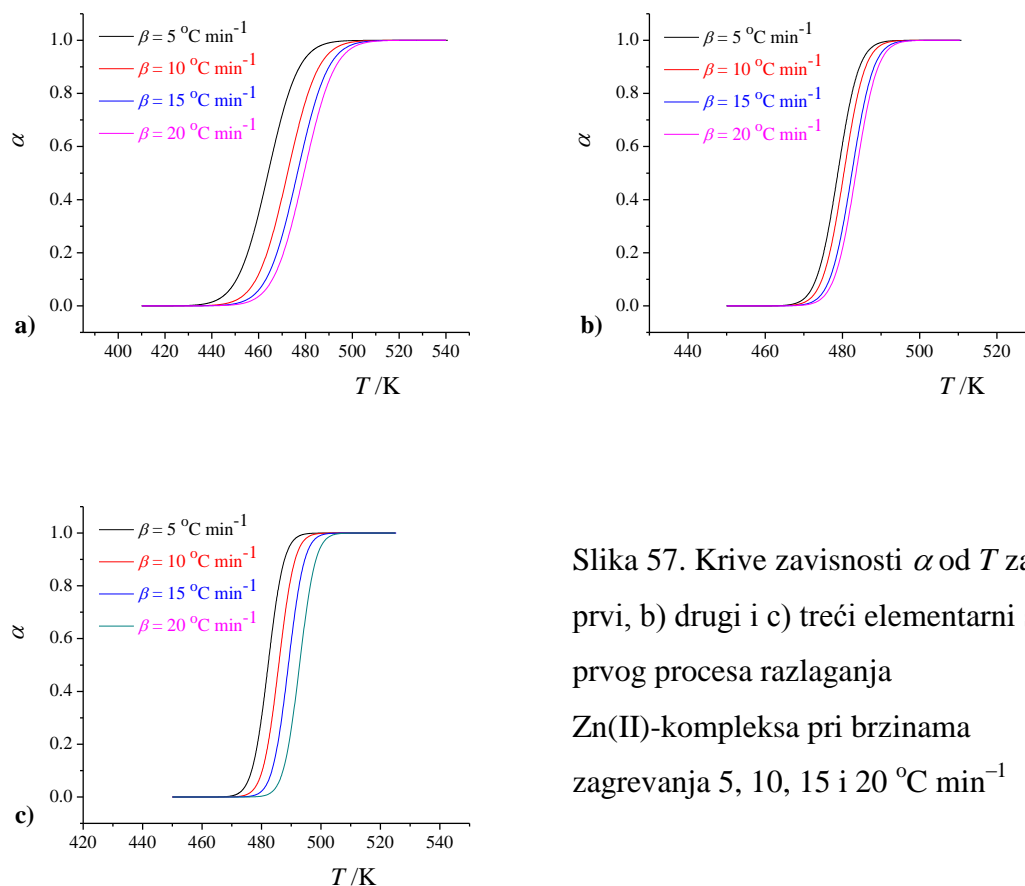 β = 5 °C min⁻¹
β = 10 °C min⁻¹
β = 15 °C min⁻¹
β = 20 °C min⁻¹
1.0
0.8
0.6
0.4
0.2
0.0
α
a)
400 420 440 460 480 500 520 540
T /K
β = 5 °C min⁻¹
β = 10 °C min⁻¹
β = 15 °C min⁻¹
β = 20 °C min⁻¹
1.0
0.8
0.6
0.4
0.2
0.0
α
b)
440 460 480 500 520
T /K
β = 5 °C min⁻¹
β = 10 °C min⁻¹
β = 15 °C min⁻¹
β = 20 °C min⁻¹
1.0
0.8
0.6
0.4
0.2
0.0
α
c)
420 440 460 480 500 520 540
T /K
Slika 57. Krive zavisnosti α od T za
prvi, b) drugi i c) treći elementarni
prvog procesa razlaganja
Zn(II)-kompleksa pri brzinama
zagrevanja 5, 10, 15 i 20 °C min⁻¹